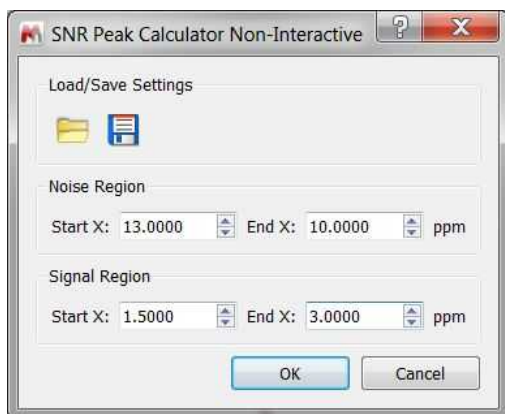 SNR Peak Calculator Non-Interactive ? X
Load/Save Settings
Noise Region
Start X: 13.0000 End X: 10.0000 ppm
Signal Region
Start X: 1.5000 End X: 3.0000 ppm
OK Cancel